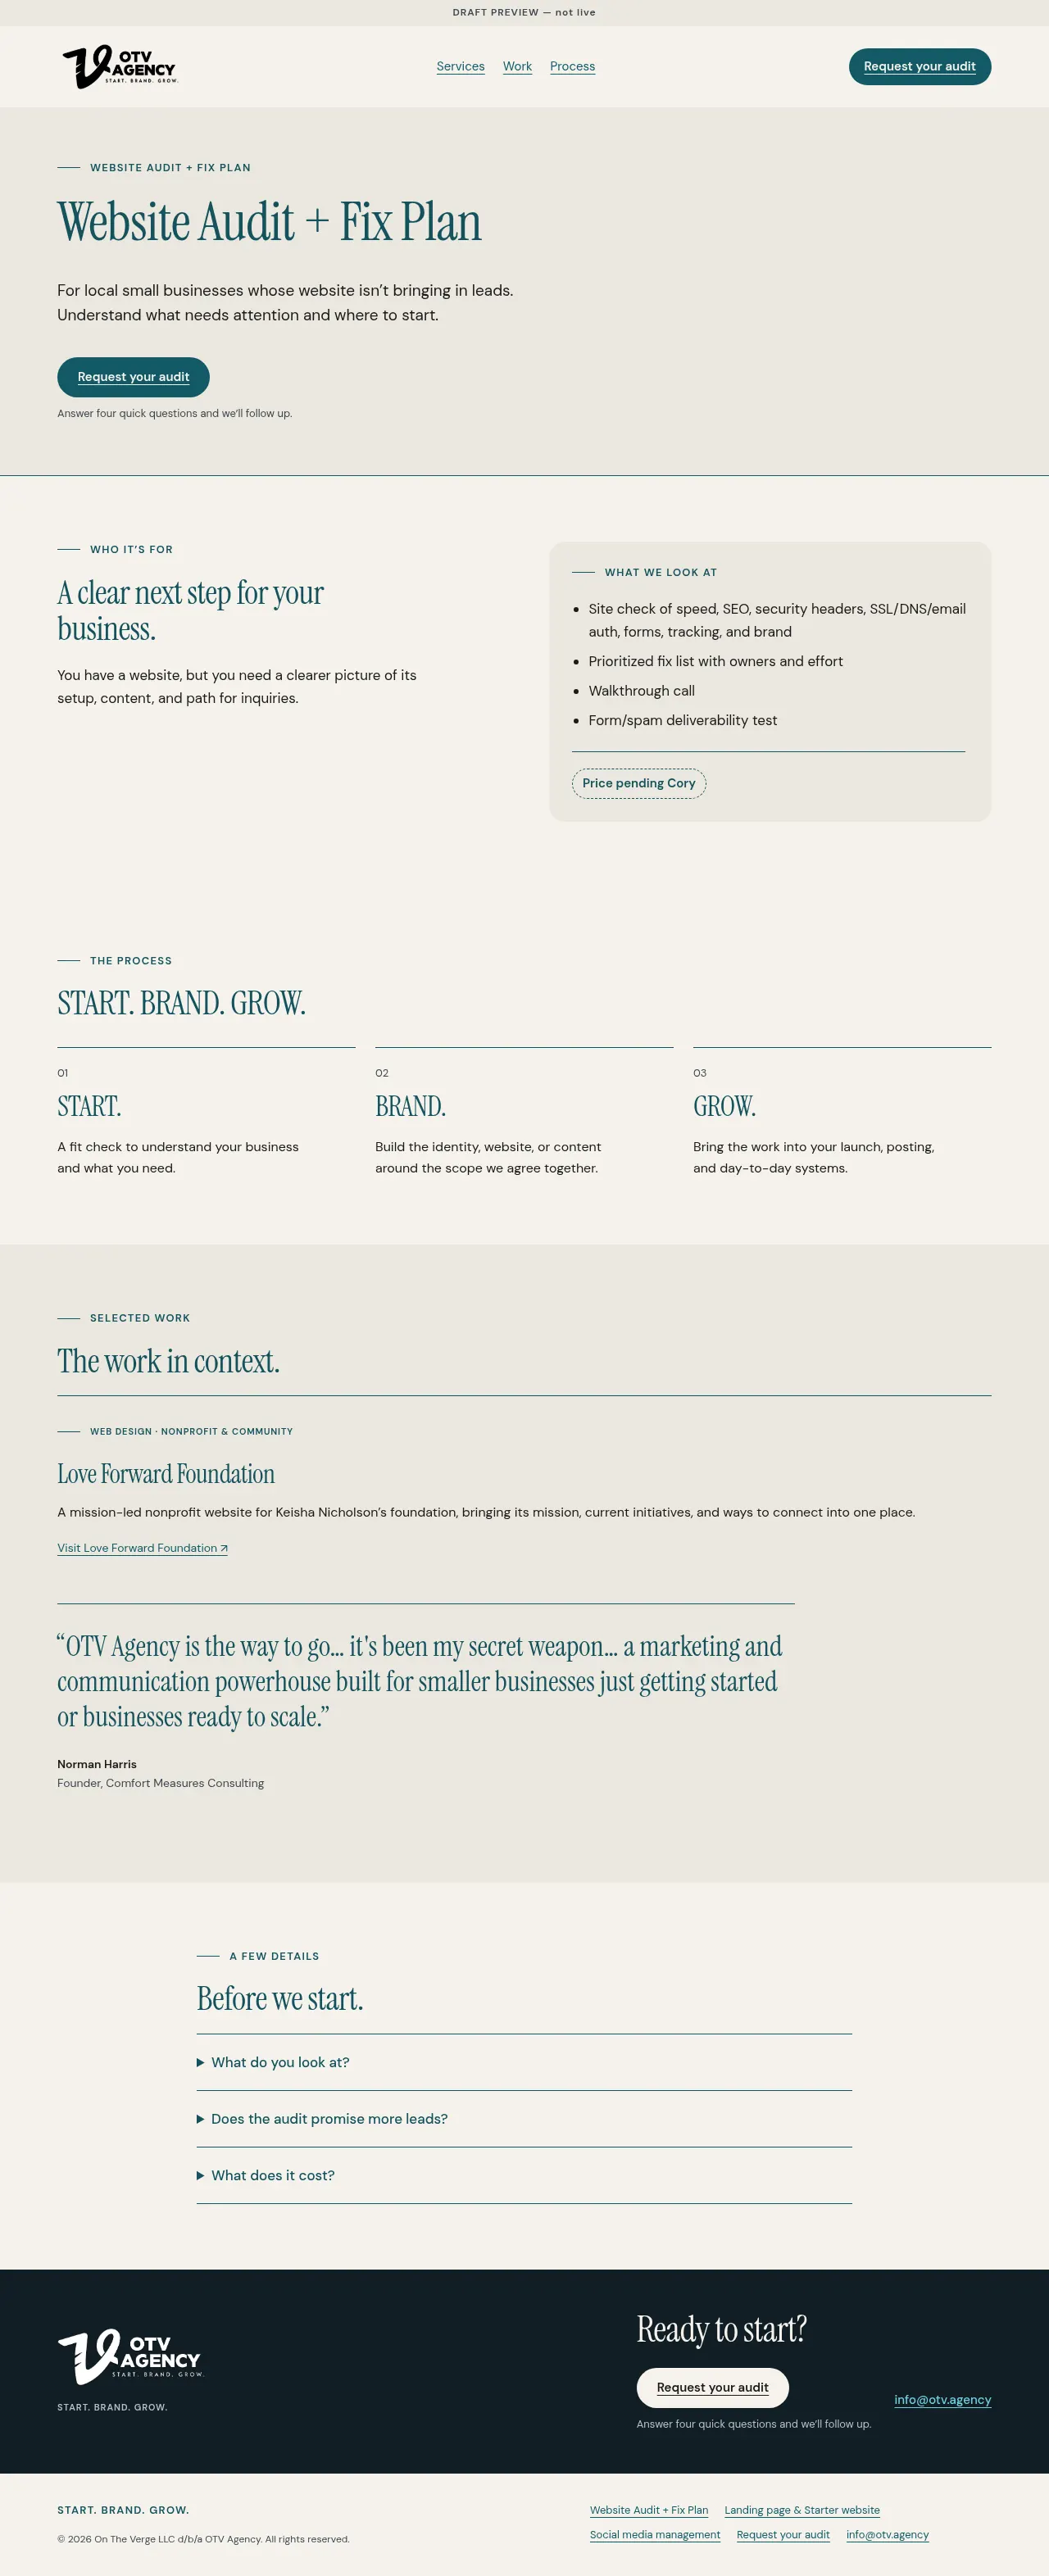 DRAFT PREVIEW — not live
OTV
AGENCY
START. BRAND. GROW.
Services Work Process
Request your audit
WEBSITE AUDIT + FIX PLAN
Website Audit + Fix Plan
For local small businesses whose website isn’t bringing in leads.
Understand what needs attention and where to start.
Request your audit
Answer four quick questions and we’ll follow up.
WHO IT’S FOR
A clear next step for your
business.
You have a website, but you need a clearer picture of its
setup, content, and path for inquiries.
WHAT WE LOOK AT
• Site check of speed, SEO, security headers, SSL/DNS/email
auth, forms, tracking, and brand
• Prioritized fix list with owners and effort
• Walkthrough call
• Form/spam deliverability test
Price pending Cory
THE PROCESS
START. BRAND. GROW.
01
START.
A fit check to understand your business
and what you need.
02
BRAND.
Build the identity, website, or content
around the scope we agree together.
03
GROW.
Bring the work into your launch, posting,
and day-to-day systems.
SELECTED WORK
The work in context.
WEB DESIGN · NONPROFIT & COMMUNITY
Love Forward Foundation
A mission-led nonprofit website for Keisha Nicholson’s foundation, bringing its mission, current initiatives, and ways to connect into one place.
Visit Love Forward Foundation ↗
“OTV Agency is the way to go... it's been my secret weapon... a marketing and
communication powerhouse built for smaller businesses just getting started
or businesses ready to scale.”
Norman Harris
Founder, Comfort Measures Consulting
A FEW DETAILS
Before we start.
▶ What do you look at?
▶ Does the audit promise more leads?
▶ What does it cost?
OTV
AGENCY
START. BRAND. GROW.
START. BRAND. GROW.
Ready to start?
Request your audit
Answer four quick questions and we’ll follow up.
info@otv.agency
START. BRAND. GROW.
© 2026 On The Verge LLC d/b/a OTV Agency. All rights reserved.
Website Audit + Fix Plan Landing page & Starter website
Social media management Request your audit info@otv.agency